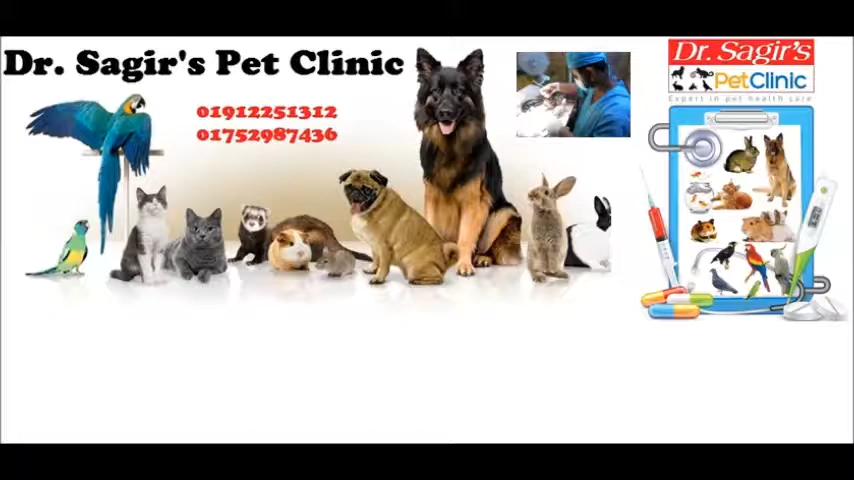 Dr. Sagir's Pet Clinic
01912251312
01752987436
Dr. Sagir's
PetClinic
Expert in pet health care